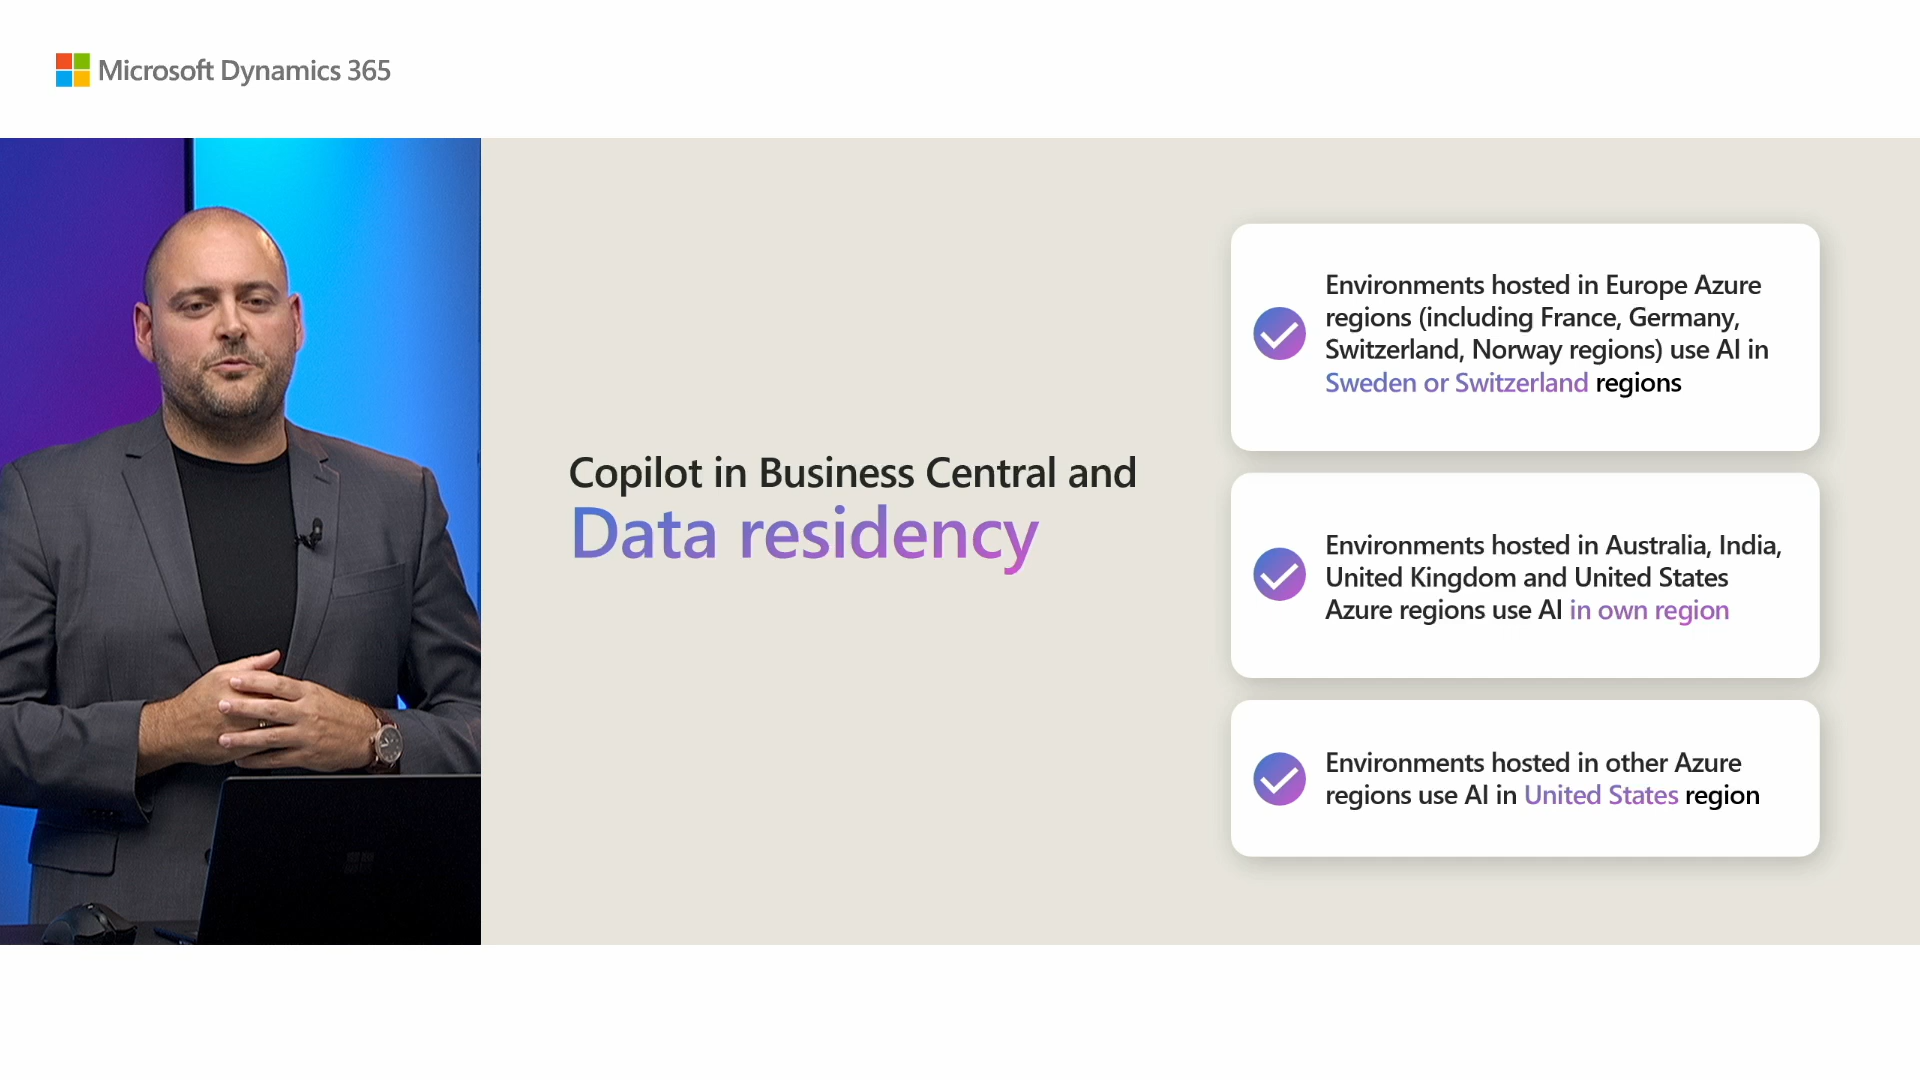 Microsoft Dynamics 365
Copilot in Business Central and
Data residency
Environments hosted in Europe Azure
regions (including France, Germany,
Switzerland, Norway regions) use AI in
Sweden or Switzerland regions
Environments hosted in Australia, India,
United Kingdom and United States
Azure regions use AI in own region
Environments hosted in other Azure
regions use AI in United States region